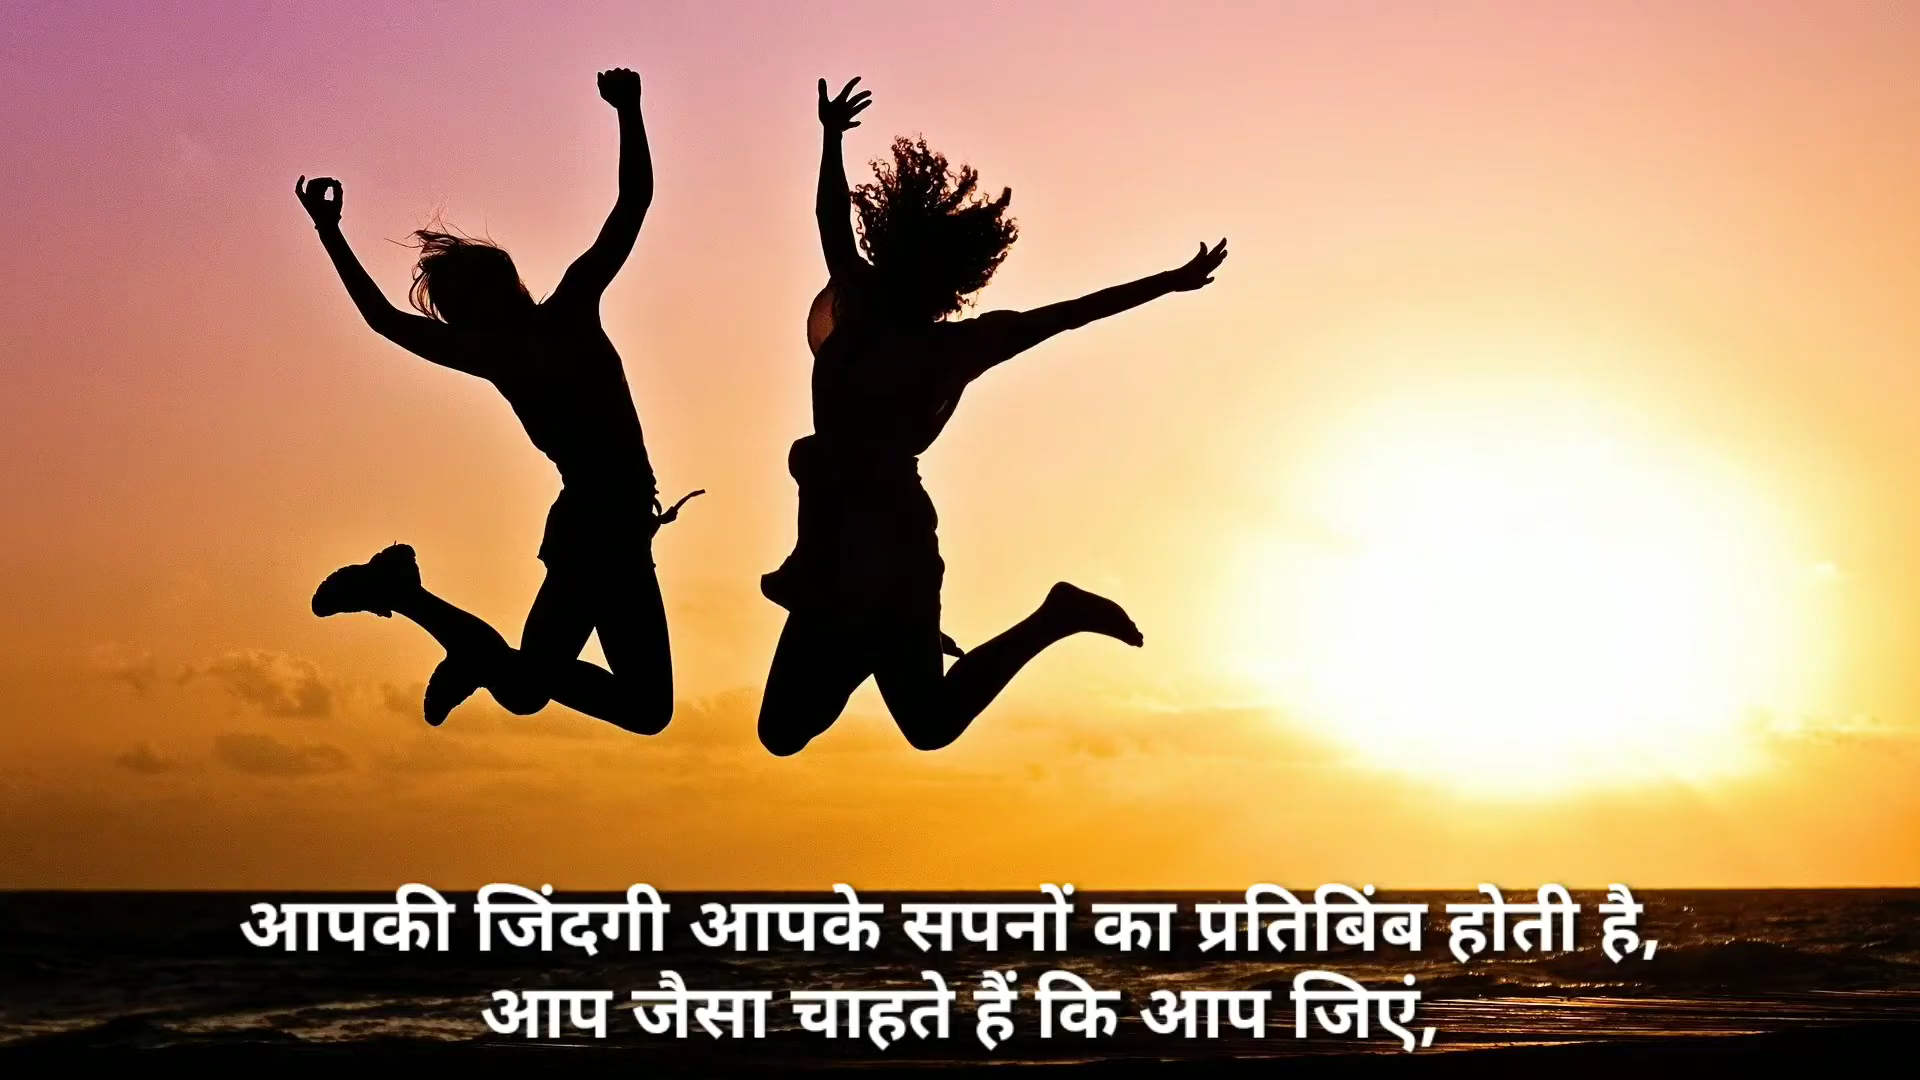 आपकी जिंदगी आपके सपनों का प्रतिबिंब होती है,
आप जैसा चाहते हैं कि आप जिएं,